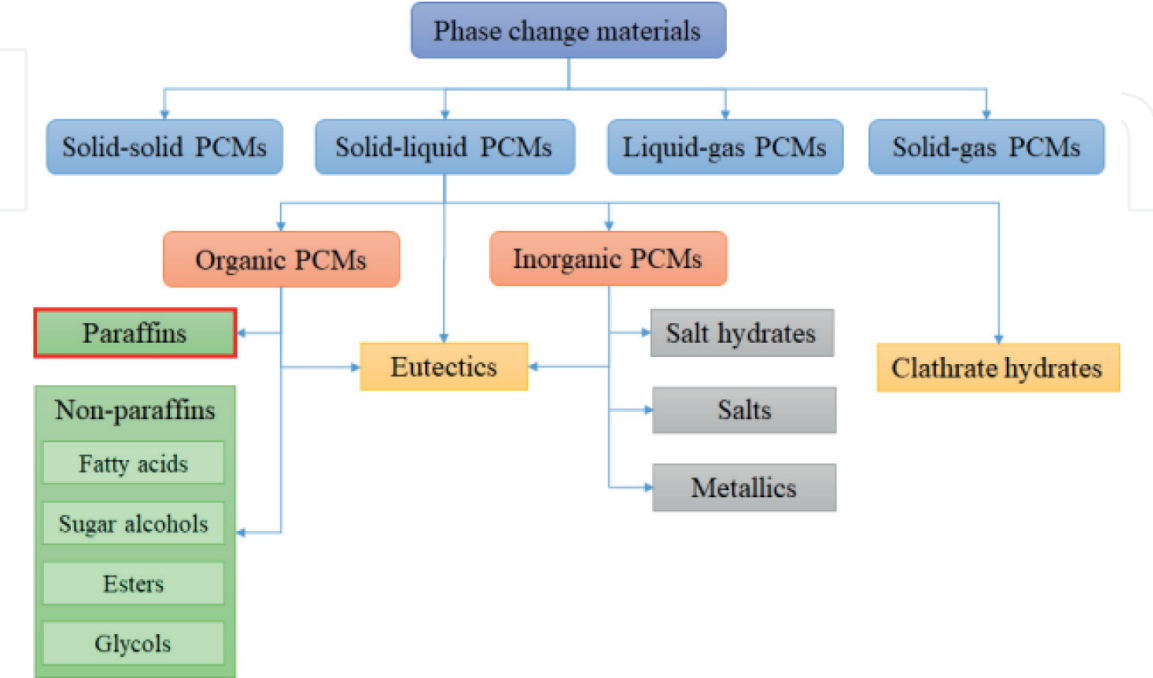 Phase change materials
Solid-solid PCMs
Solid-liquid PCMs
Liquid-gas PCMs
Solid-gas PCMs
Organic PCMs
Inorganic PCMs
Paraffins
Eutectics
Salt hydrates
Clathrate hydrates
Non-paraffins
Fatty acids
Sugar alcohols
Esters
Glycols
Salts
Metallics